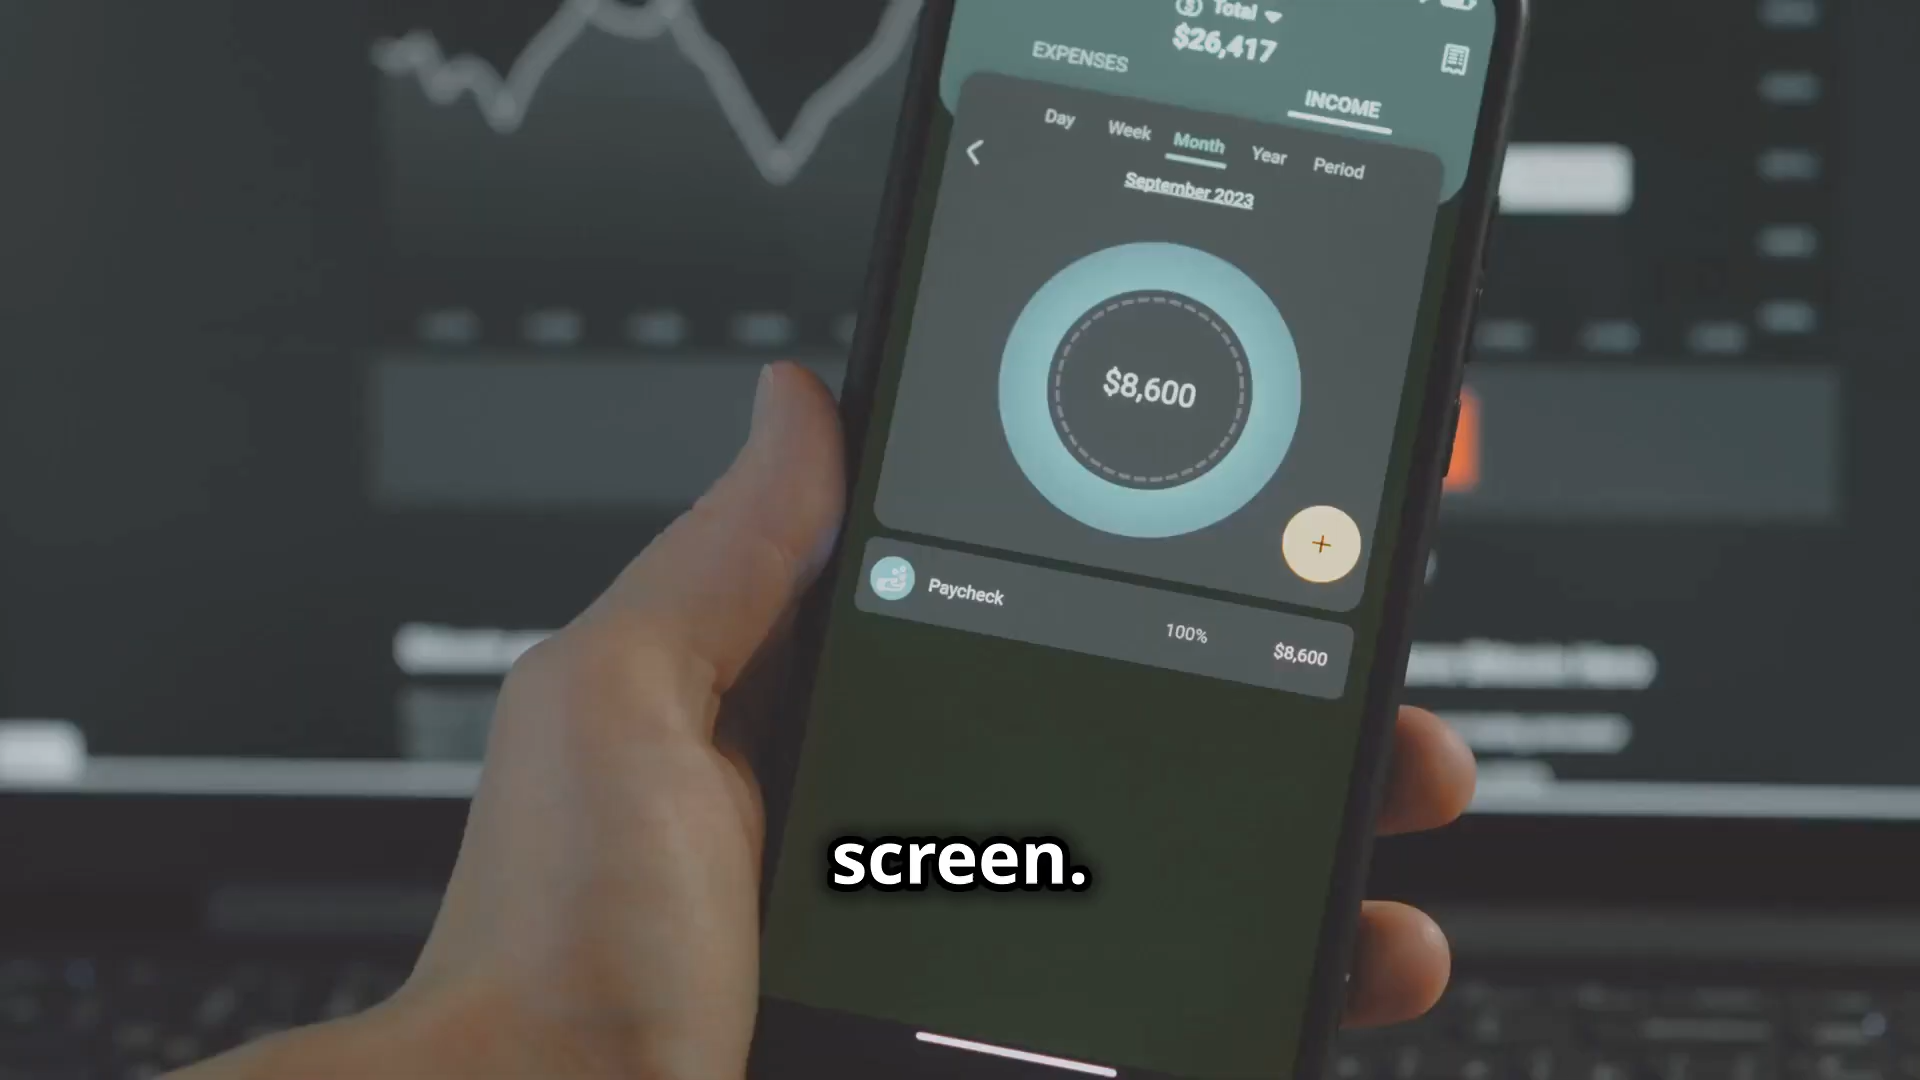 Total
$26,417
EXPENSES
INCOME
Day Week Month Year Period
September 2023
$8,600
+
Paycheck 100% $8,600
screen.